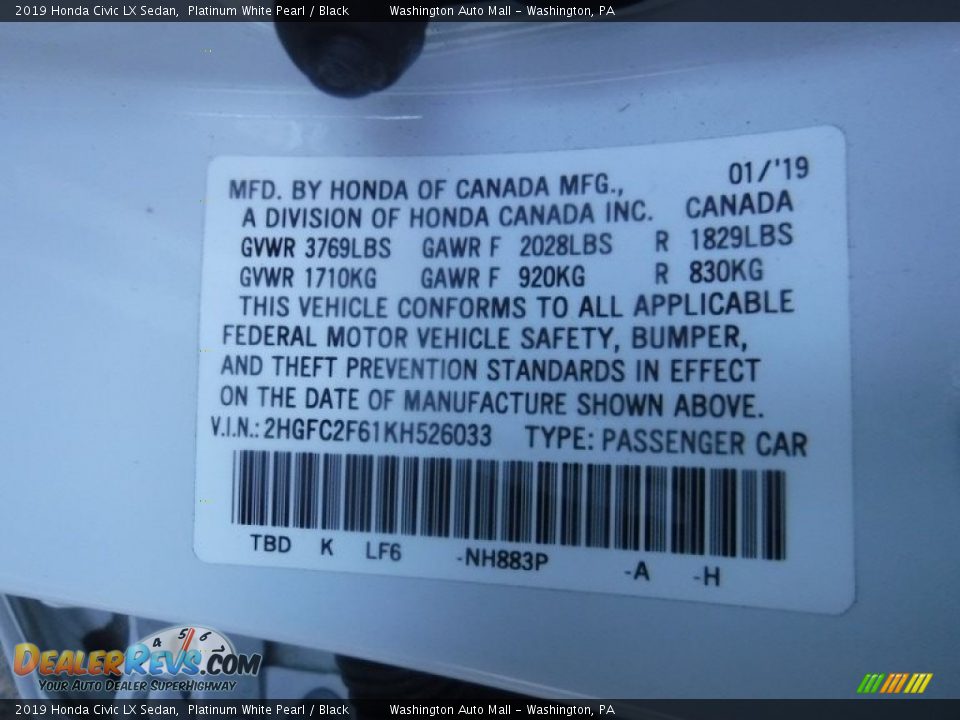 2019 Honda Civic LX Sedan, Platinum White Pearl / Black Washington Auto Mall - Washington, PA
01/'19
MFD. BY HONDA OF CANADA MFG.,
A DIVISION OF HONDA CANADA INC. CANADA
GVWR 3769LBS GAWR F 2028LBS R 1829LBS
GVWR 1710KG GAWR F 920KG R 830KG
THIS VEHICLE CONFORMS TO ALL APPLICABLE
FEDERAL MOTOR VEHICLE SAFETY, BUMPER,
AND THEFT PREVENTION STANDARDS IN EFFECT
ON THE DATE OF MANUFACTURE SHOWN ABOVE.
V.I.N.: 2HGFC2F61KH526033 TYPE: PASSENGER CAR
TBD K LF6 -NH883P -A -H
4 5 6 7
DealerRevs.com
Your Auto Dealer SuperHighway
2019 Honda Civic LX Sedan, Platinum White Pearl / Black Washington Auto Mall - Washington, PA